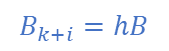 B_{k+i} = hB